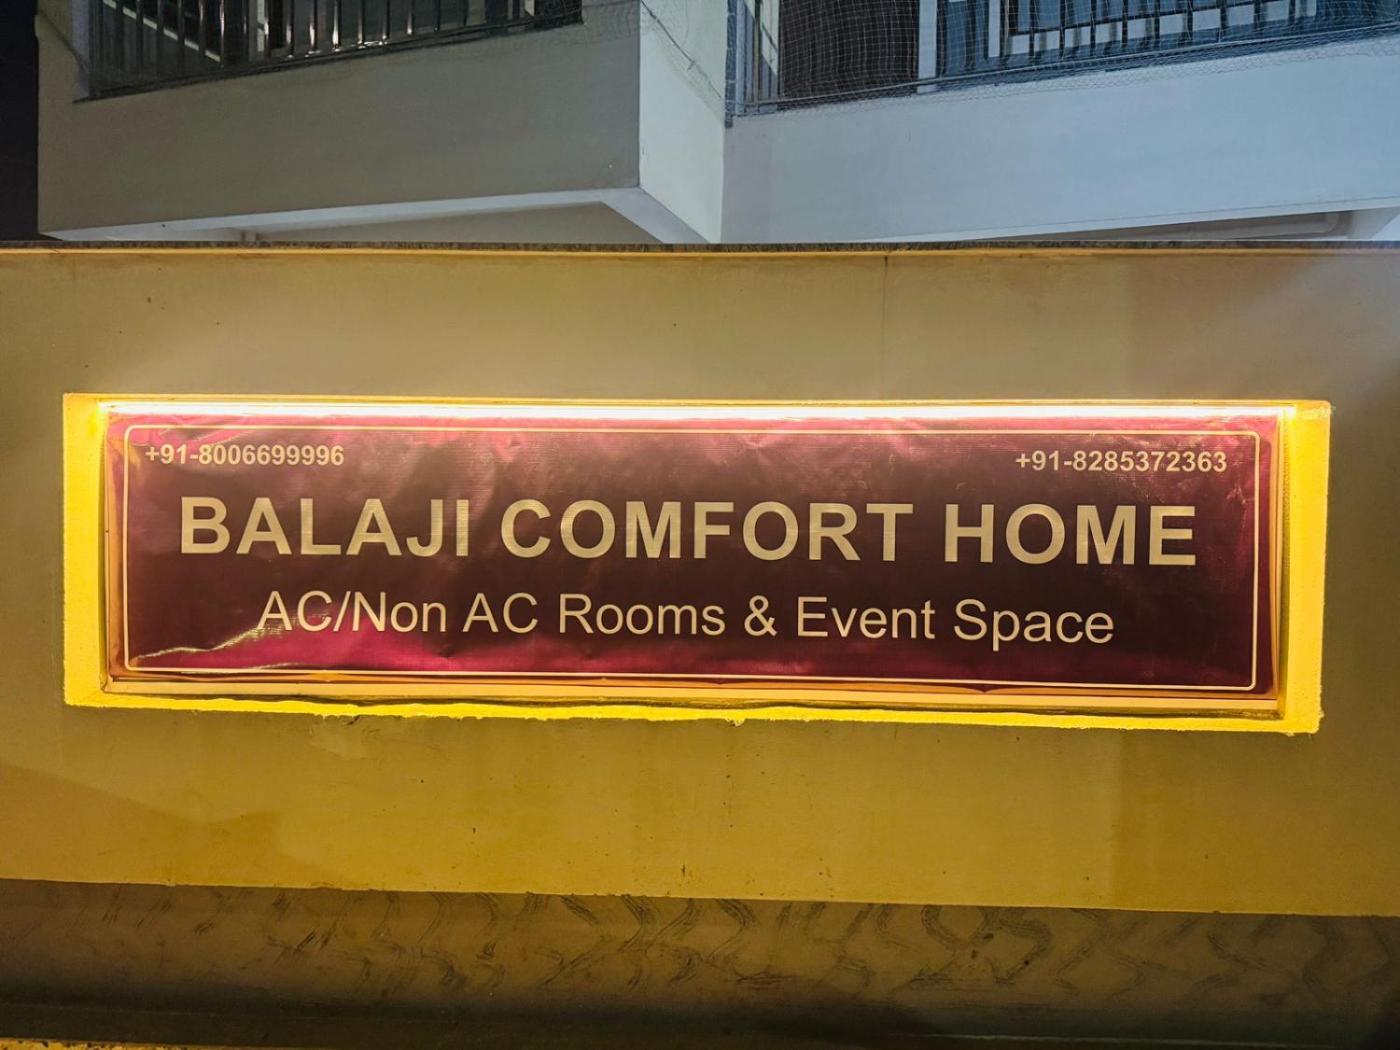 +91-8006699996
+91-8285372363
BALAJI COMFORT HOME
AC/Non AC Rooms & Event Space